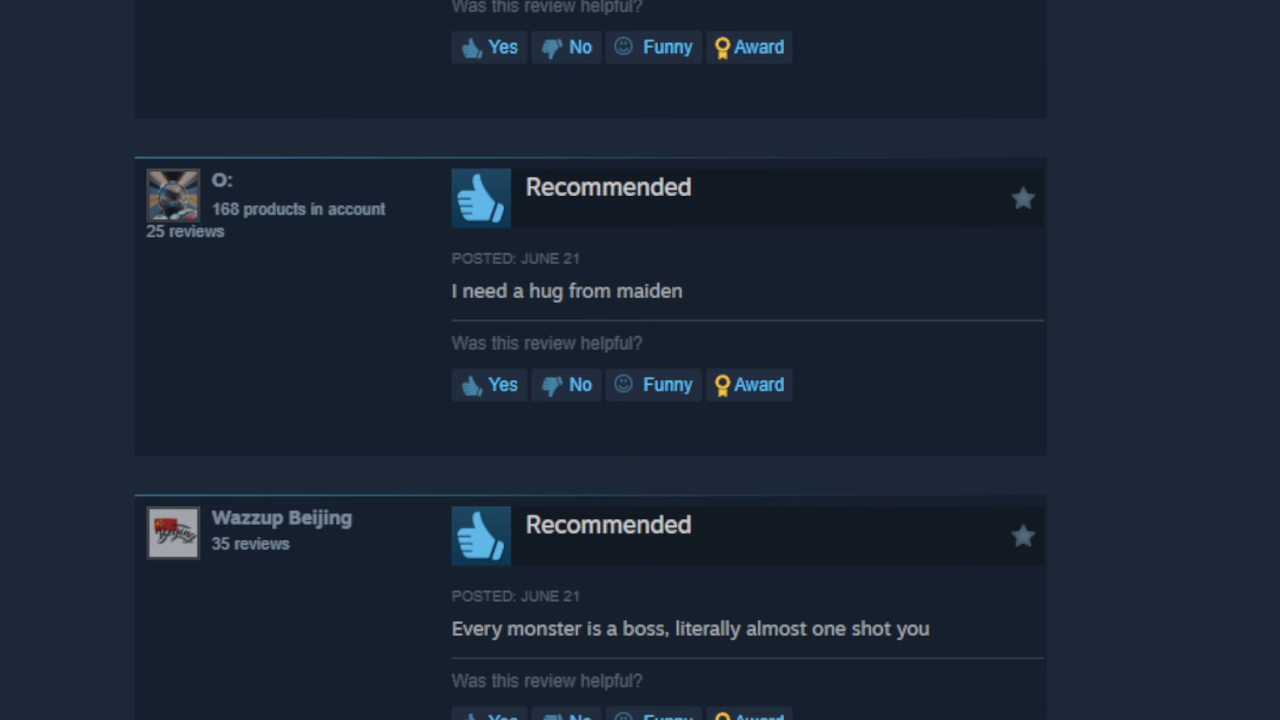 Was this review helpful?
Yes No Funny Award
O:
168 products in account
25 reviews
Recommended
POSTED: JUNE 21
I need a hug from maiden
Was this review helpful?
Yes No Funny Award
Wazzup Beijing
35 reviews
Recommended
POSTED: JUNE 21
Every monster is a boss, literally almost one shot you
Was this review helpful?
Yes No Funny Award